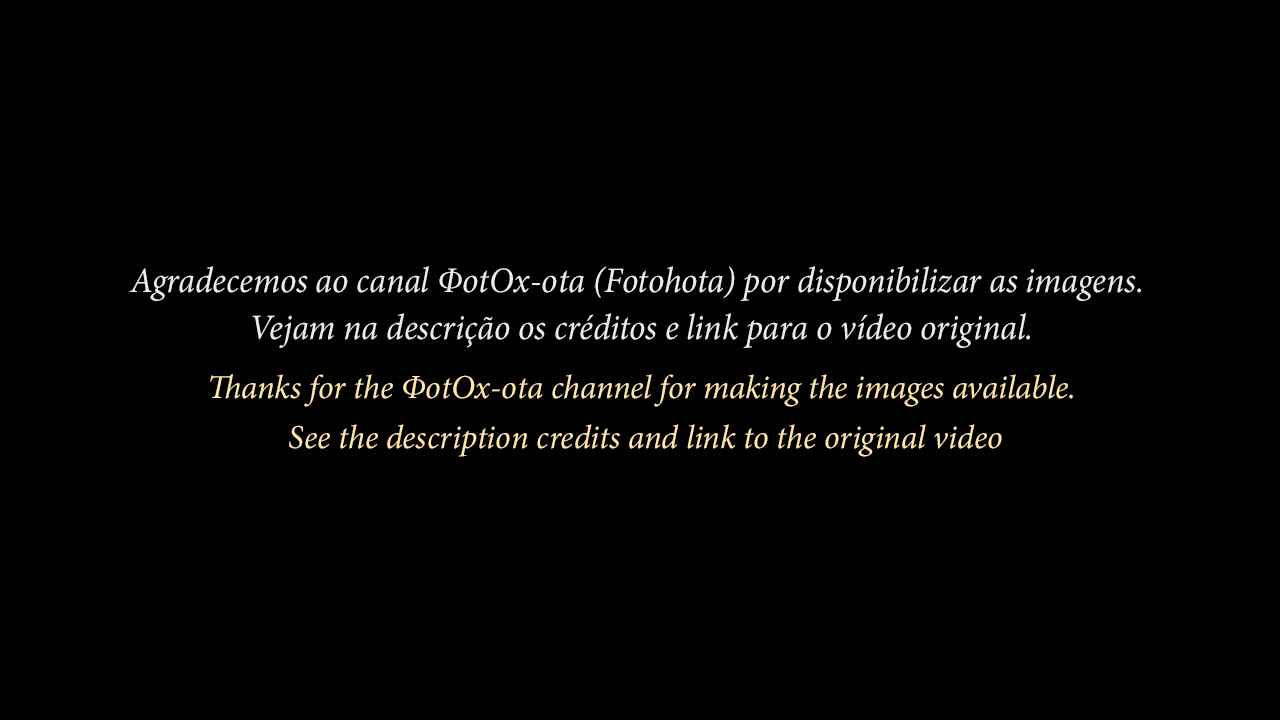 Agradecemos ao canal ФotOx-ota (Fotohota) por disponibilizar as imagens.
Vejam na descrição os créditos e link para o vídeo original.
Thanks for the ФotOx-ota channel for making the images available.
See the description credits and link to the original video